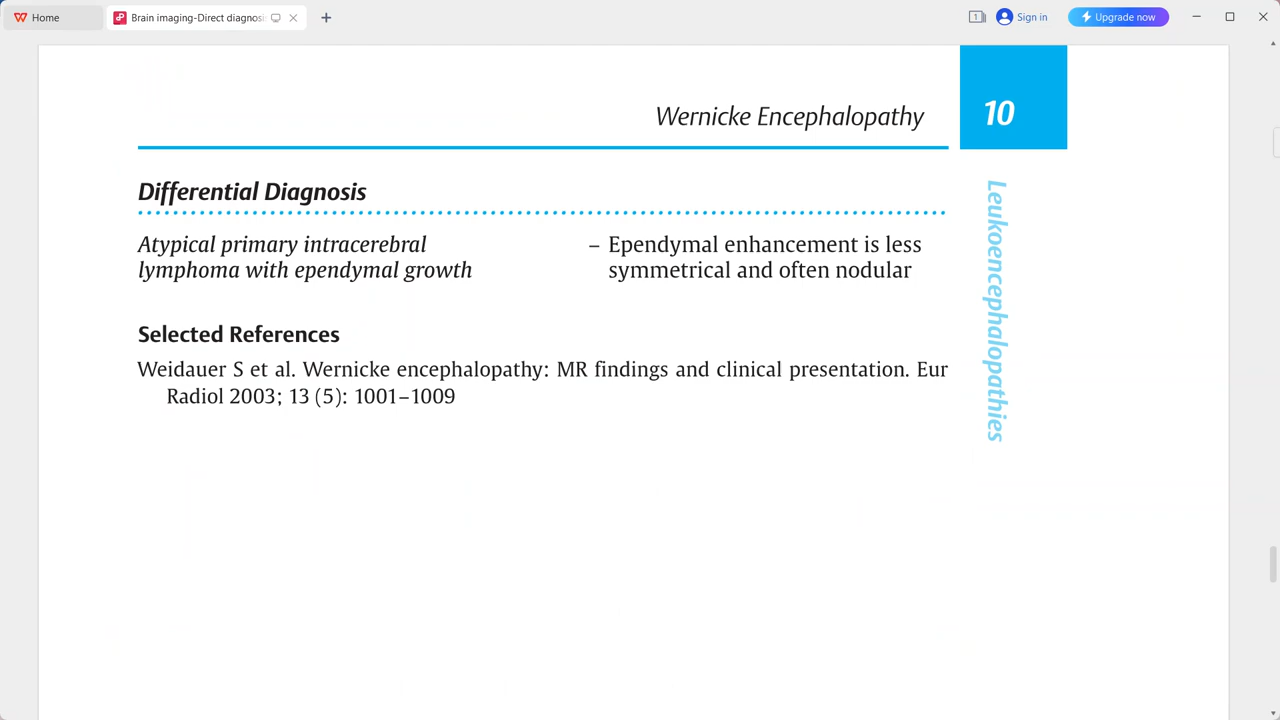 Home
Brain imaging-Direct diagnosi
1
Sign in
Upgrade now
Wernicke Encephalopathy
10
Differential Diagnosis
Atypical primary intracerebral
lymphoma with ependymal growth
– Ependymal enhancement is less
symmetrical and often nodular
Selected References
Weidauer S et al. Wernicke encephalopathy: MR findings and clinical presentation. Eur
Radiol 2003; 13 (5): 1001–1009
Leukoencephalopathies